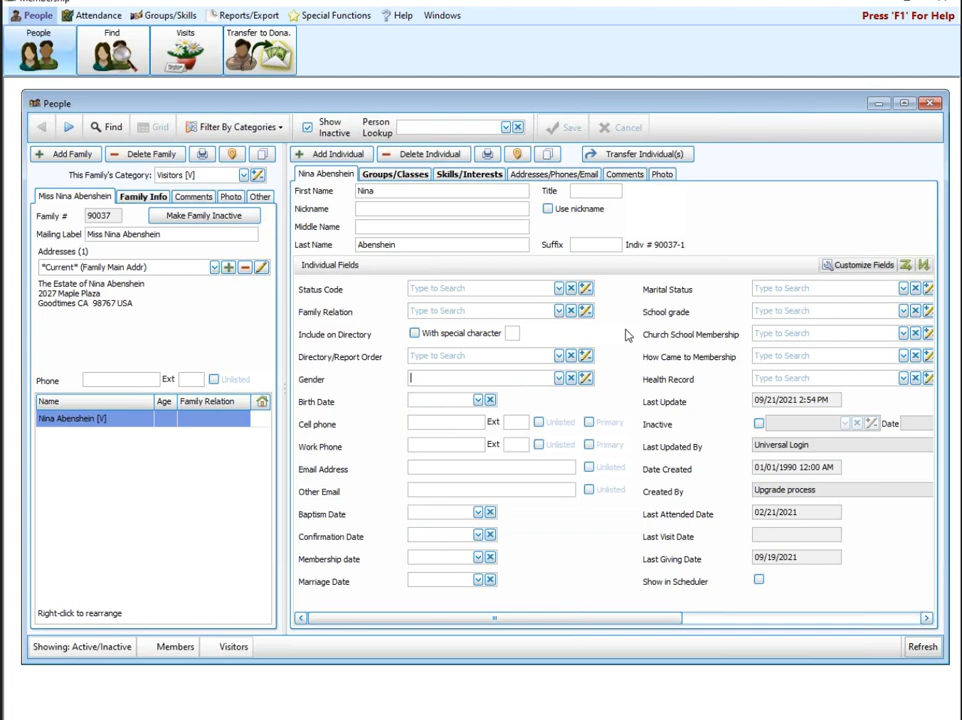 Membership
People Attendance Groups/Skills Reports/Export Special Functions Help Windows Press 'F1' For Help
People Find Visits Transfer to Dona.
People
Find Grid Filter By Categories Show Inactive Person Lookup Save Cancel
Add Family Delete Family Add Individual Delete Individual Transfer Individual(s)
This Family's Category: Visitors [V]
Miss Nina Abenshein Family Info Comments Photo Other
Family # 90037 Make Family Inactive
Mailing Label Miss Nina Abenshein
Addresses (1)
*Current* (Family Main Addr)
The Estate of Nina Abenshein
2027 Maple Plaza
Goodtimes CA 98767 USA
Phone Ext Unlisted
Name Age Family Relation
Nina Abenshein [V]
Right-click to rearrange
Nina Abenshein Groups/Classes Skills/Interests Addresses/Phones/Email Comments Photo
First Name Nina Title
Nickname Use nickname
Middle Name
Last Name Abenshein Suffix Indiv # 90037-1
Individual Fields Customize Fields
Status Code Type to Search Marital Status Type to Search
Family Relation Type to Search School grade Type to Search
Include on Directory With special character Church School Membership Type to Search
Directory/Report Order Type to Search How Came to Membership Type to Search
Gender Health Record Type to Search
Birth Date Last Update 09/21/2021 2:54 PM
Cell phone Ext Unlisted Primary Inactive Date
Work Phone Ext Unlisted Primary Last Updated By Universal Login
Email Address Unlisted Date Created 01/01/1990 12:00 AM
Other Email Unlisted Created By Upgrade process
Baptism Date Last Attended Date 02/21/2021
Confirmation Date Last Visit Date
Membership date Last Giving Date 09/19/2021
Marriage Date Show in Scheduler
Showing: Active/Inactive Members Visitors Refresh